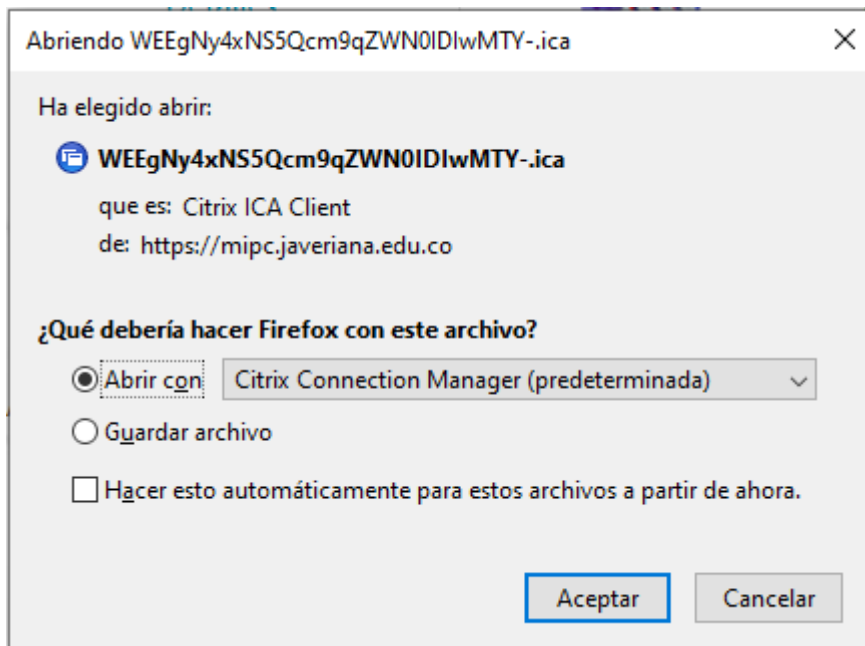 Abriendo WEEgNy4xNS5Qcm9qZWN0IDIwMTY-.ica
Ha elegido abrir:
WEEgNy4xNS5Qcm9qZWN0IDIwMTY-.ica
que es: Citrix ICA Client
de: https://mipc.javeriana.edu.co
¿Qué debería hacer Firefox con este archivo?
Abrir con Citrix Connection Manager (predeterminada)
Guardar archivo
Hacer esto automáticamente para estos archivos a partir de ahora.
Aceptar Cancelar